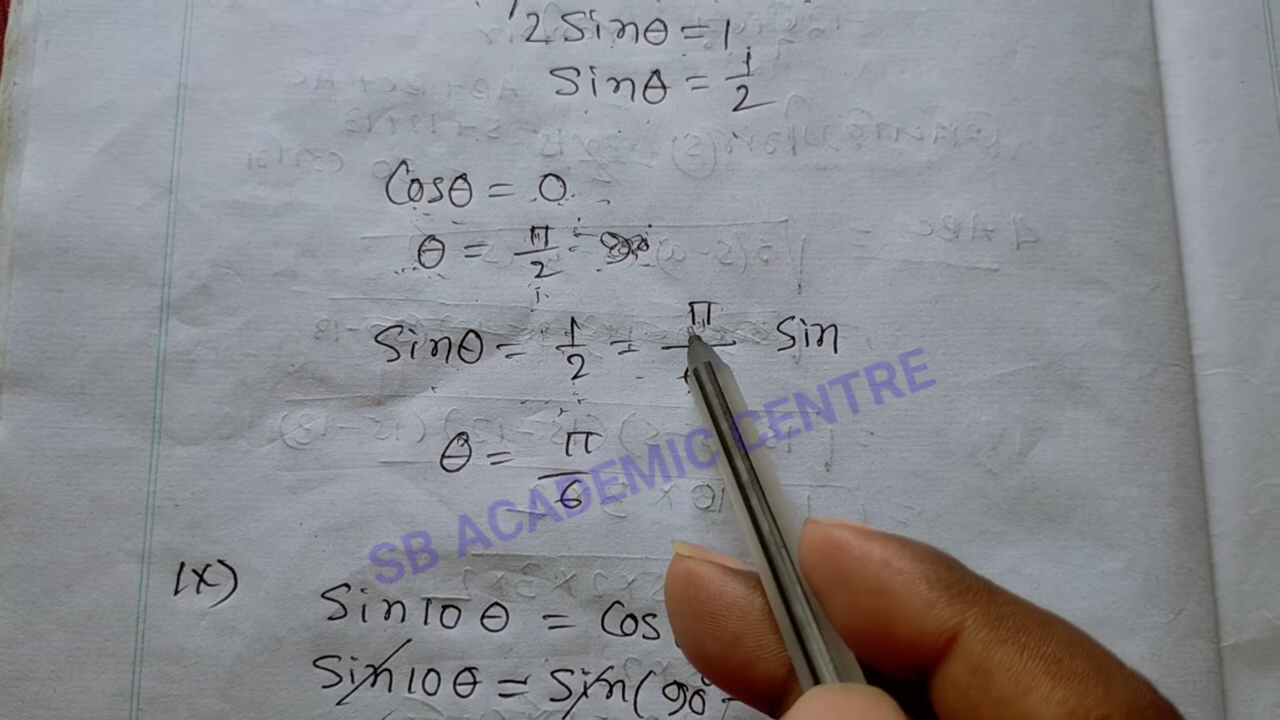 2 Sinθ = 1
Sinθ = 1/2
Cosθ = 0
θ = π/2
Sinθ = 1/2 = π Sin
θ = π/6
SB ACADEMIC CENTRE
IX)
Sin10θ = Cos
Sin10θ = Sin(90°